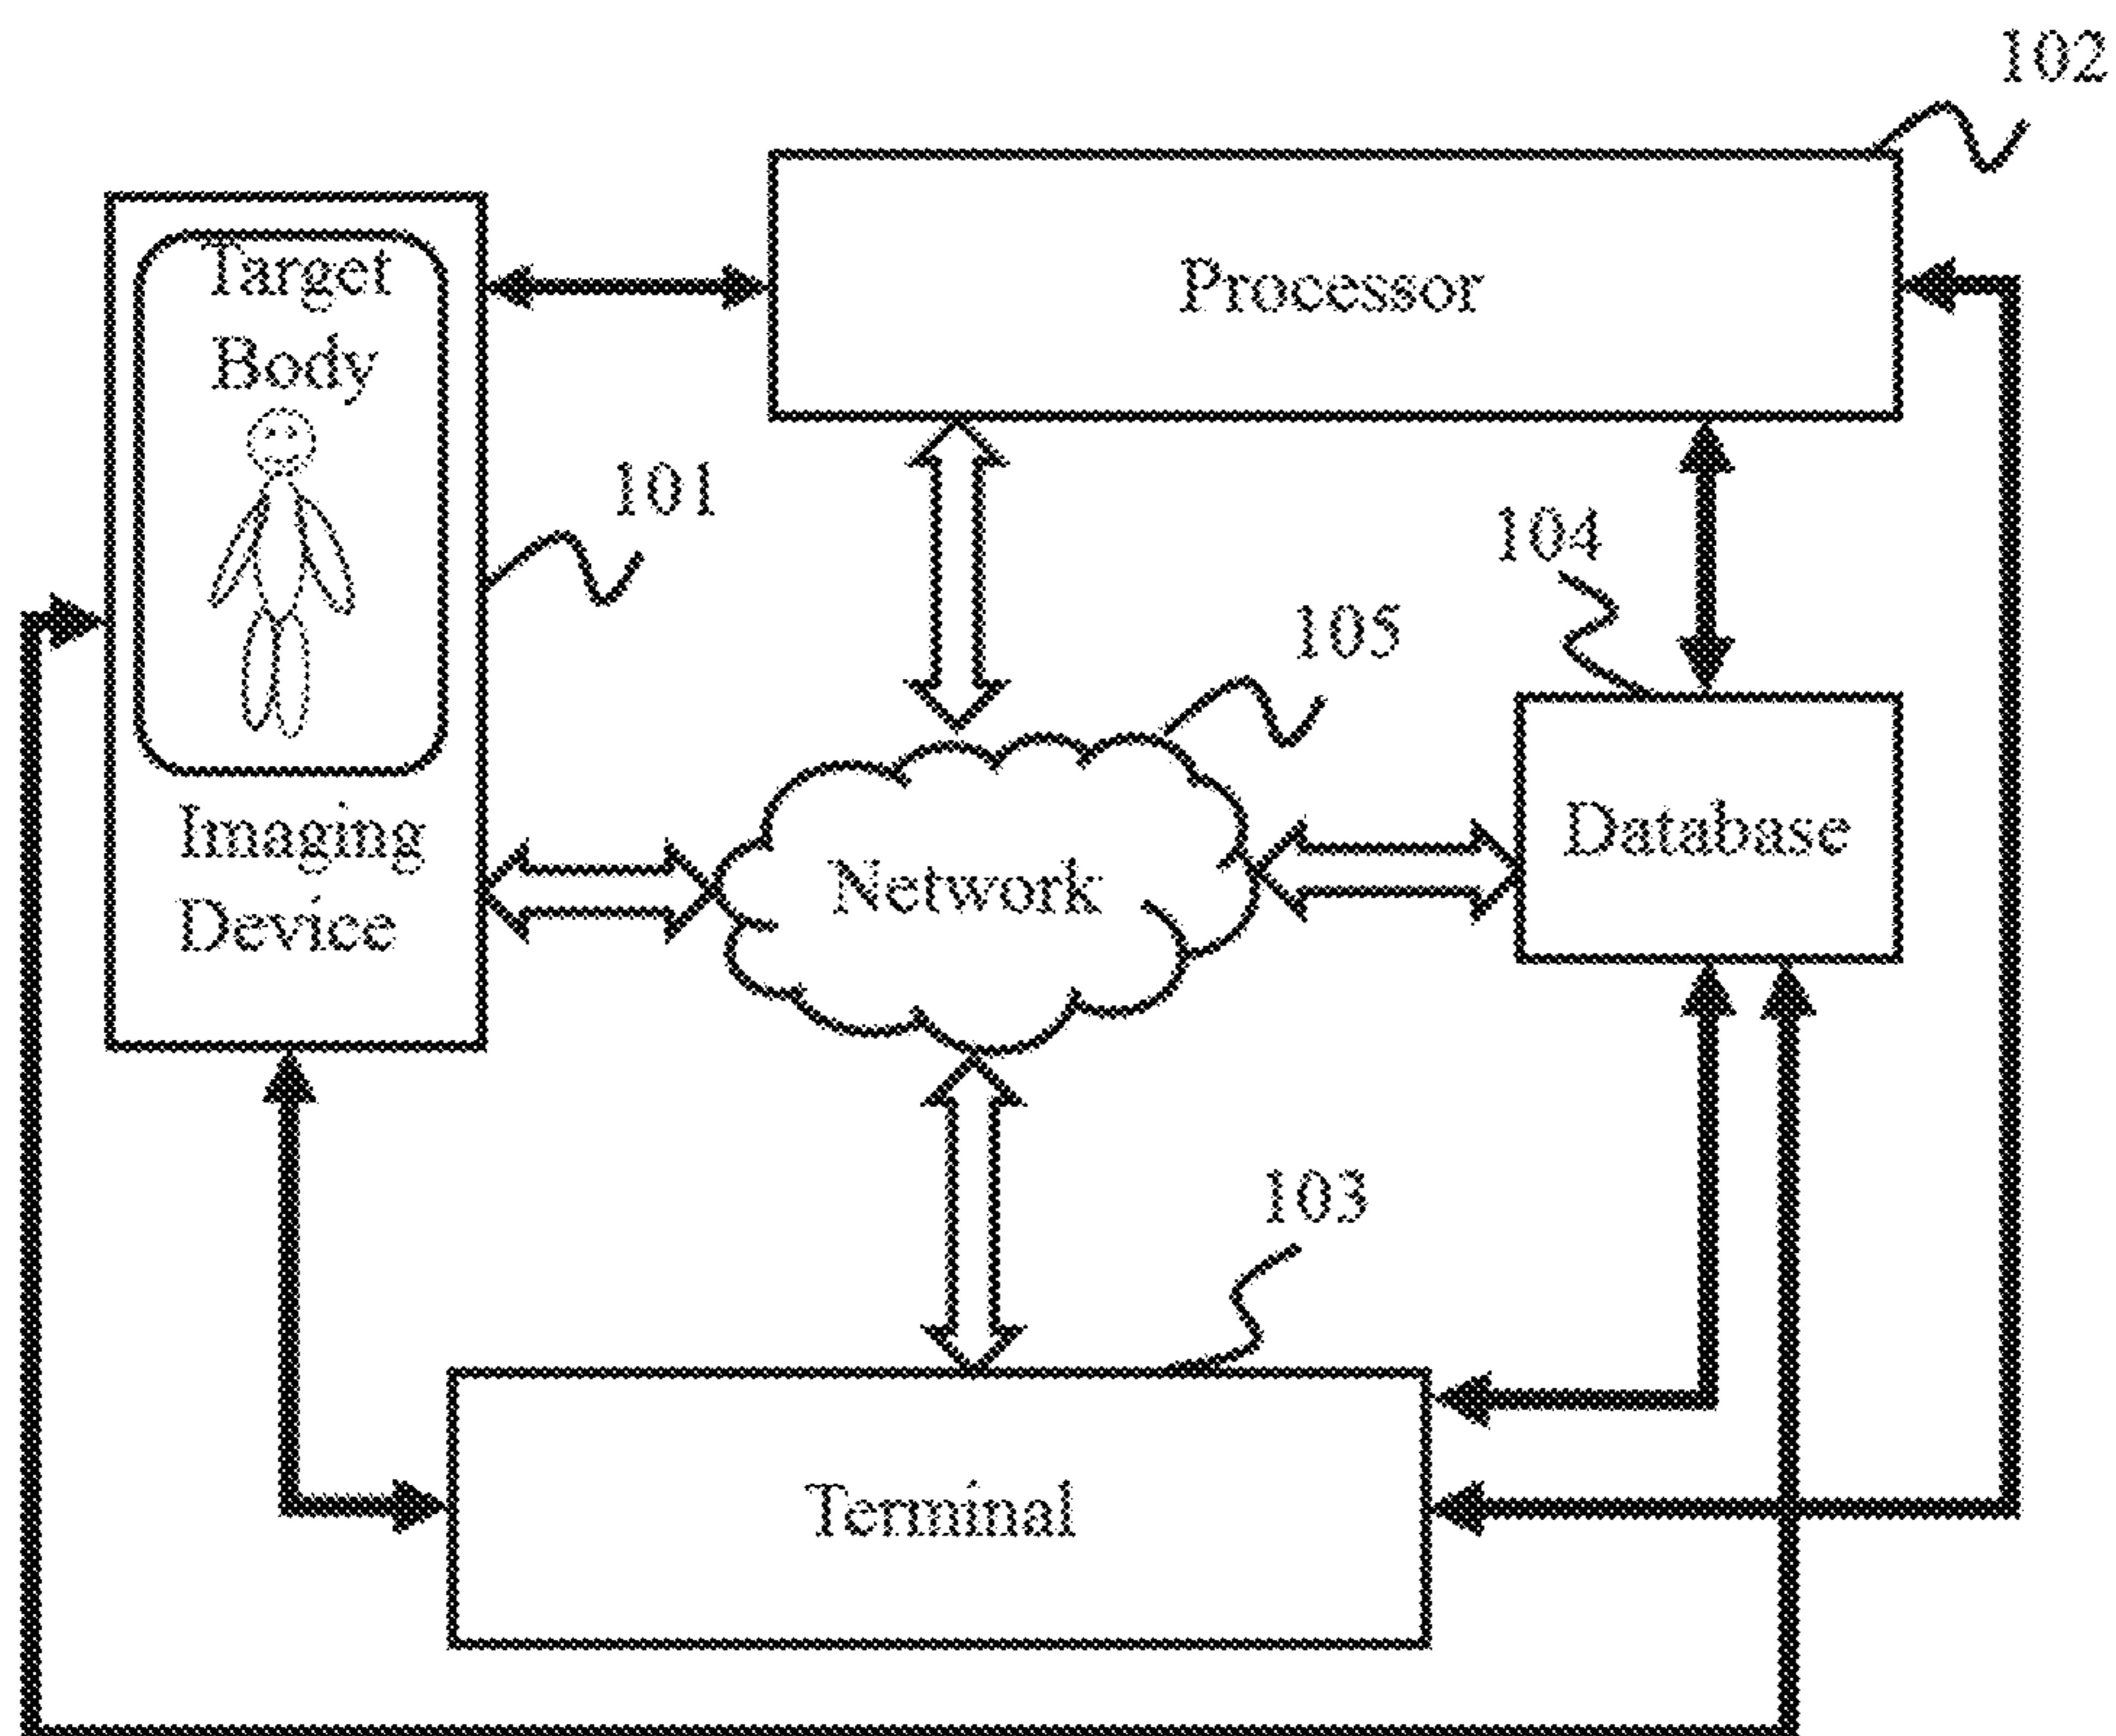 102
Target
Body
Processor
101
104
105
Imaging
Device
Network
Database
103
Terminal